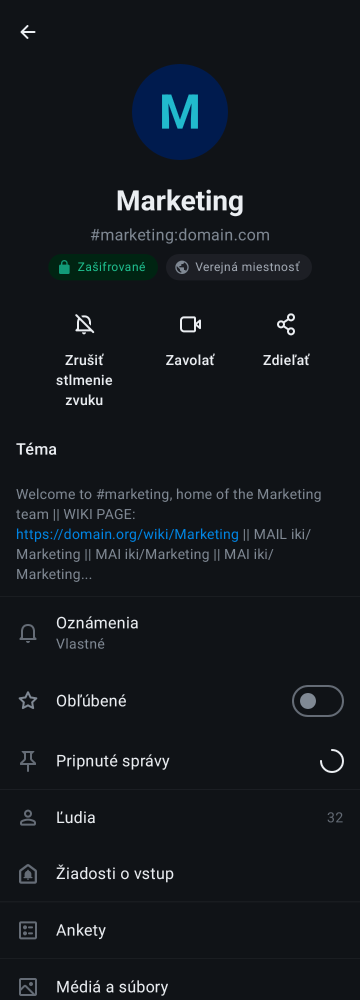 M
Marketing
#marketing:domain.com
Zašifrované
Verejná miestnosť
Zrušiť
stlmenie
zvuku
Zavolať
Zdieľať
Téma
Welcome to #marketing, home of the Marketing
team || WIKI PAGE:
https://domain.org/wiki/Marketing || MAIL iki/
Marketing || MAI iki/Marketing || MAI iki/
Marketing...
Oznámenia
Vlastné
Obľúbené
Pripnuté správy
Ľudia 32
Žiadosti o vstup
Ankety
Médiá a súbory